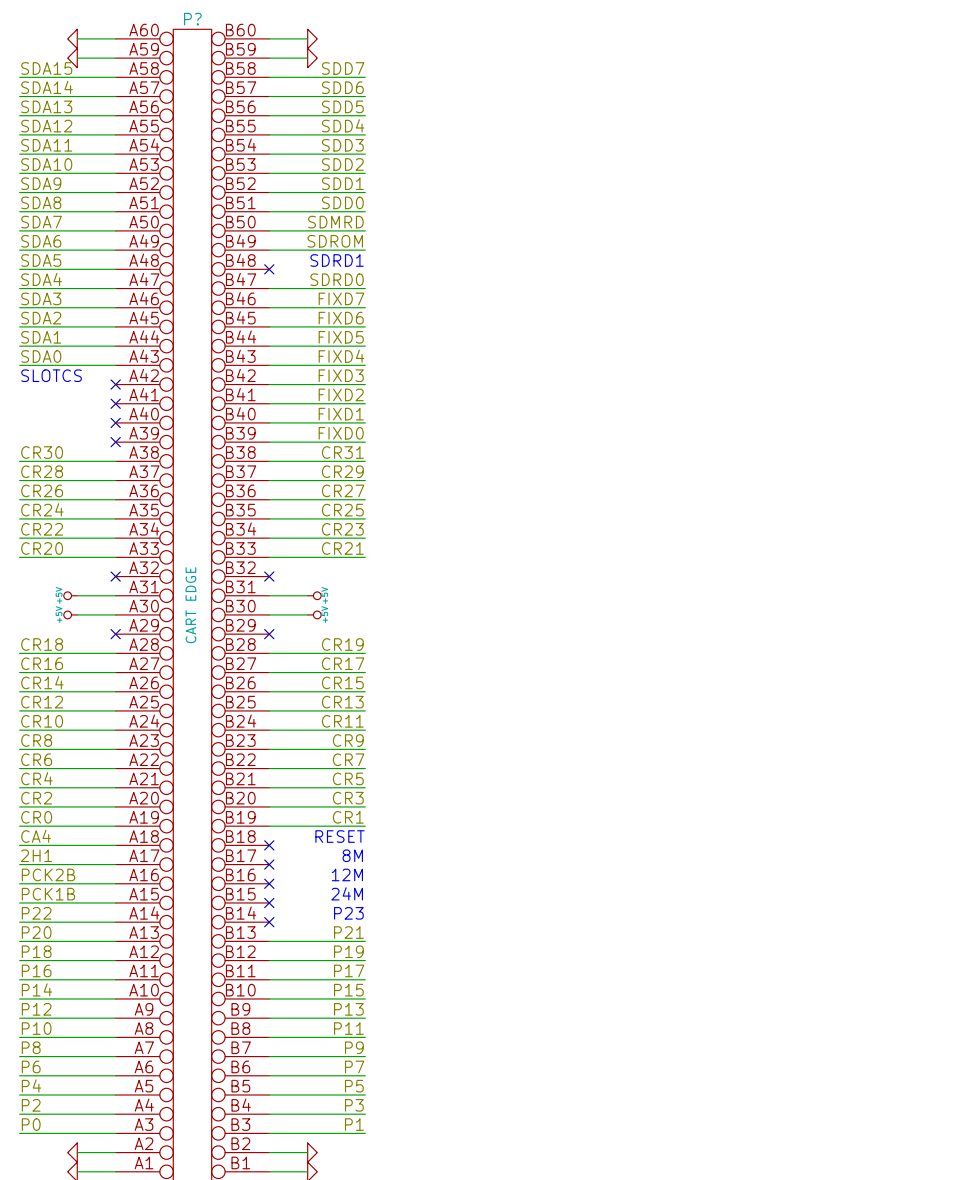 P?
A60 B60
A59 B59
SDA15 A58 B58 SDD7
SDA14 A57 B57 SDD6
SDA13 A56 B56 SDD5
SDA12 A55 B55 SDD4
SDA11 A54 B54 SDD3
SDA10 A53 B53 SDD2
SDA9 A52 B52 SDD1
SDA8 A51 B51 SDD0
SDA7 A50 B50 SDMRD
SDA6 A49 B49 SDROM
SDA5 A48 B48 SDRD1
SDA4 A47 B47 SDRD0
SDA3 A46 B46 FIXD7
SDA2 A45 B45 FIXD6
SDA1 A44 B44 FIXD5
SDA0 A43 B43 FIXD4
SLOTCS A42 B42 FIXD3
A41 B41 FIXD2
A40 B40 FIXD1
A39 B39 FIXD0
CR30 A38 B38 CR31
CR28 A37 B37 CR29
CR26 A36 B36 CR27
CR24 A35 B35 CR25
CR22 A34 B34 CR23
CR20 A33 B33 CR21
A32 B32
+5V A31 B31 +5V
+5V A30 B30 +5V
CART EDGE
A29 B29
CR18 A28 B28 CR19
CR16 A27 B27 CR17
CR14 A26 B26 CR15
CR12 A25 B25 CR13
CR10 A24 B24 CR11
CR8 A23 B23 CR9
CR6 A22 B22 CR7
CR4 A21 B21 CR5
CR2 A20 B20 CR3
CR0 A19 B19 CR1
CA4 A18 B18 RESET
2H1 A17 B17 8M
PCK2B A16 B16 12M
PCK1B A15 B15 24M
P22 A14 B14 P23
P20 A13 B13 P21
P18 A12 B12 P19
P16 A11 B11 P17
P14 A10 B10 P15
P12 A9 B9 P13
P10 A8 B8 P11
P8 A7 B7 P9
P6 A6 B6 P7
P4 A5 B5 P5
P2 A4 B4 P3
P0 A3 B3 P1
A2 B2
A1 B1